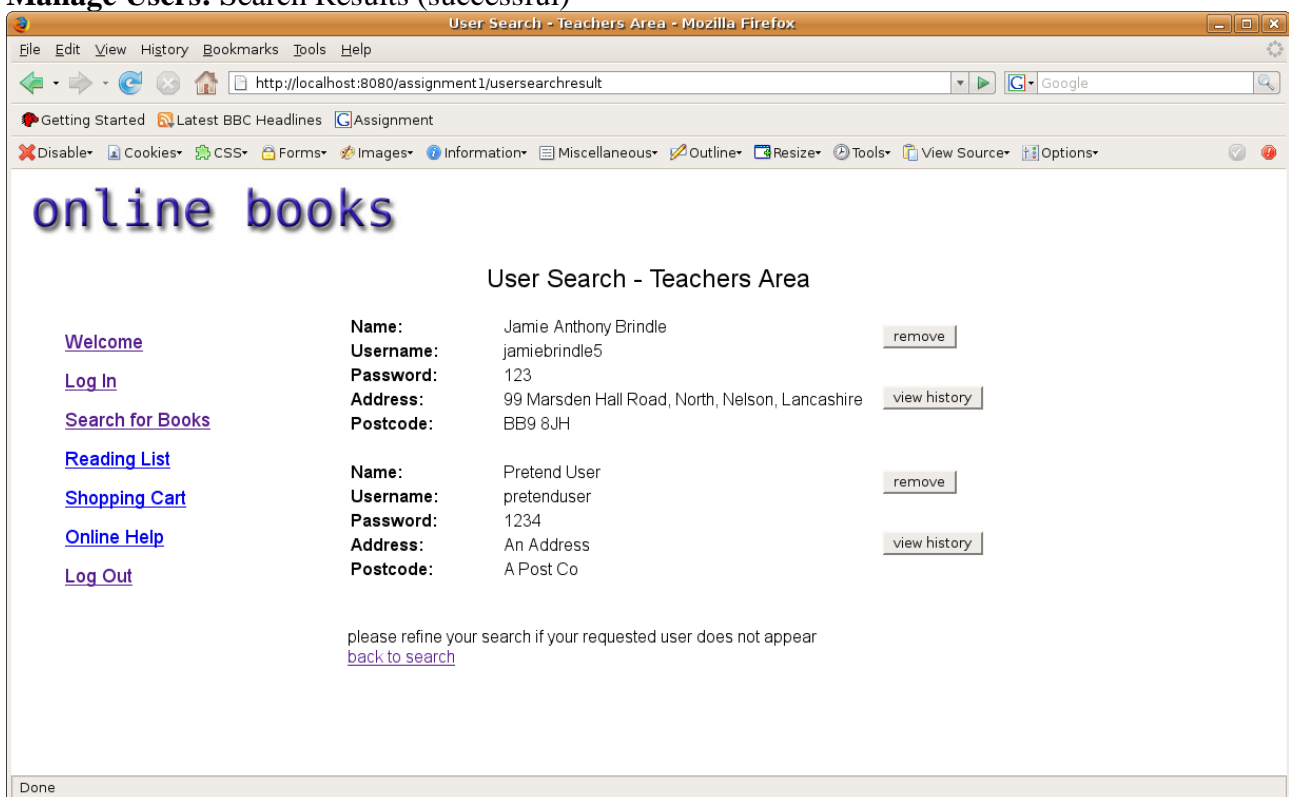 Manage Users: Search Results (successful)
User Search - Teachers Area - Mozilla Firefox
File Edit View History Bookmarks Tools Help
http://localhost:8080/assignment1/usersearchresult
G Google
Getting Started Latest BBC Headlines Assignment
Disable Cookies CSS Forms Images Information Miscellaneous Outline Resize Tools View Source Options
online books
User Search - Teachers Area
Welcome
Log In
Search for Books
Reading List
Shopping Cart
Online Help
Log Out
Name: Jamie Anthony Brindle
Username: jamiebrindle5
Password: 123
Address: 99 Marsden Hall Road, North, Nelson, Lancashire
Postcode: BB9 8JH
remove
view history
Name: Pretend User
Username: pretenduser
Password: 1234
Address: An Address
Postcode: A Post Co
remove
view history
please refine your search if your requested user does not appear
back to search
Done